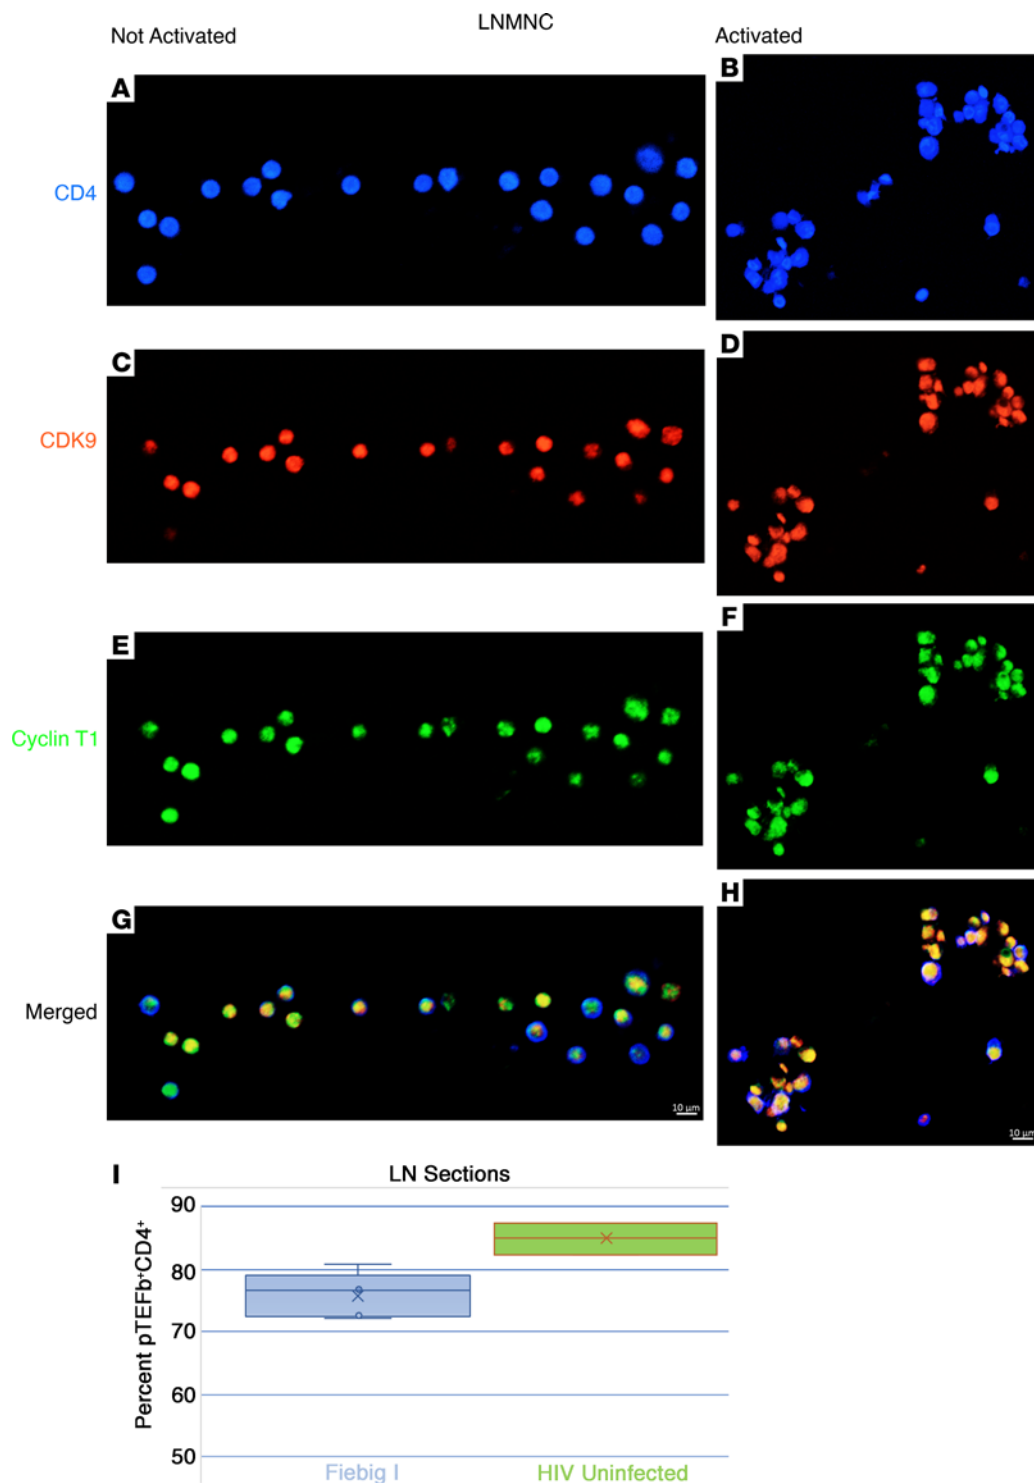 LNMNC
Not Activated
Activated
A
B
CD4
C
D
CDK9
E
F
Cyclin T1
G
H
Merged
10 µm
10 µm
I
LN Sections
Percent pTEFb⁺CD4⁺
90
80
70
60
50
Fiebig I
HIV Uninfected